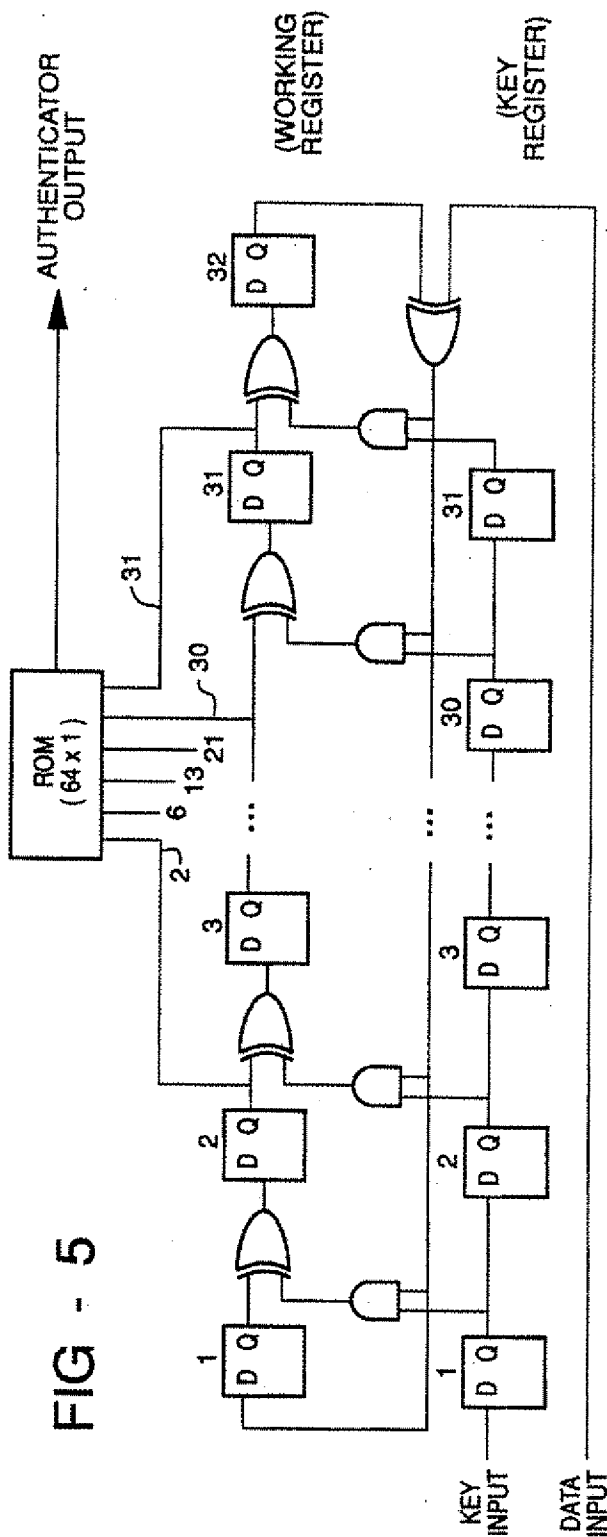 FIG - 5
AUTHENTICATOR
OUTPUT
ROM
(64 x 1)
2
6
13
21
30
31
(WORKING
REGISTER)
1
D Q
2
D Q
3
D Q
...
31
D Q
32
D Q
...
(KEY
REGISTER)
KEY
INPUT
1
D Q
2
D Q
3
D Q
...
30
D Q
31
D Q
DATA
INPUT